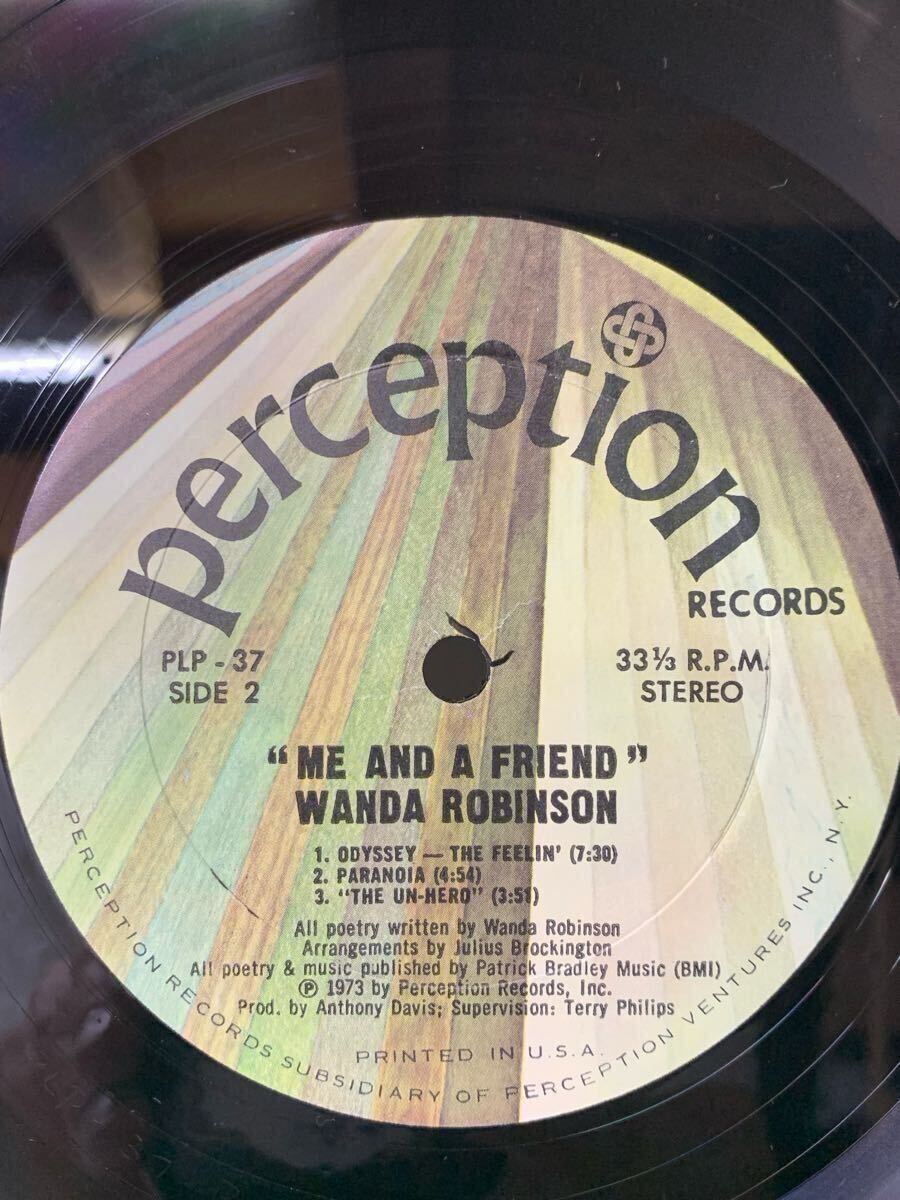 perception
RECORDS
PLP - 37
SIDE 2
33⅓ R.P.M.
STEREO
"ME AND A FRIEND"
WANDA ROBINSON
1. ODYSSEY — THE FEELIN' (7:30)
2. PARANOIA (4:54)
3. "THE UN-HERO" (3:51)
All poetry written by Wanda Robinson
Arrangements by Julius Brockington
All poetry & music published by Patrick Bradley Music (BMI)
Ⓟ 1973 by Perception Records, Inc.
Prod. by Anthony Davis; Supervision: Terry Philips
PRINTED IN U.S.A.
PERCEPTION RECORDS SUBSIDIARY OF PERCEPTION VENTURES INC., N.Y.